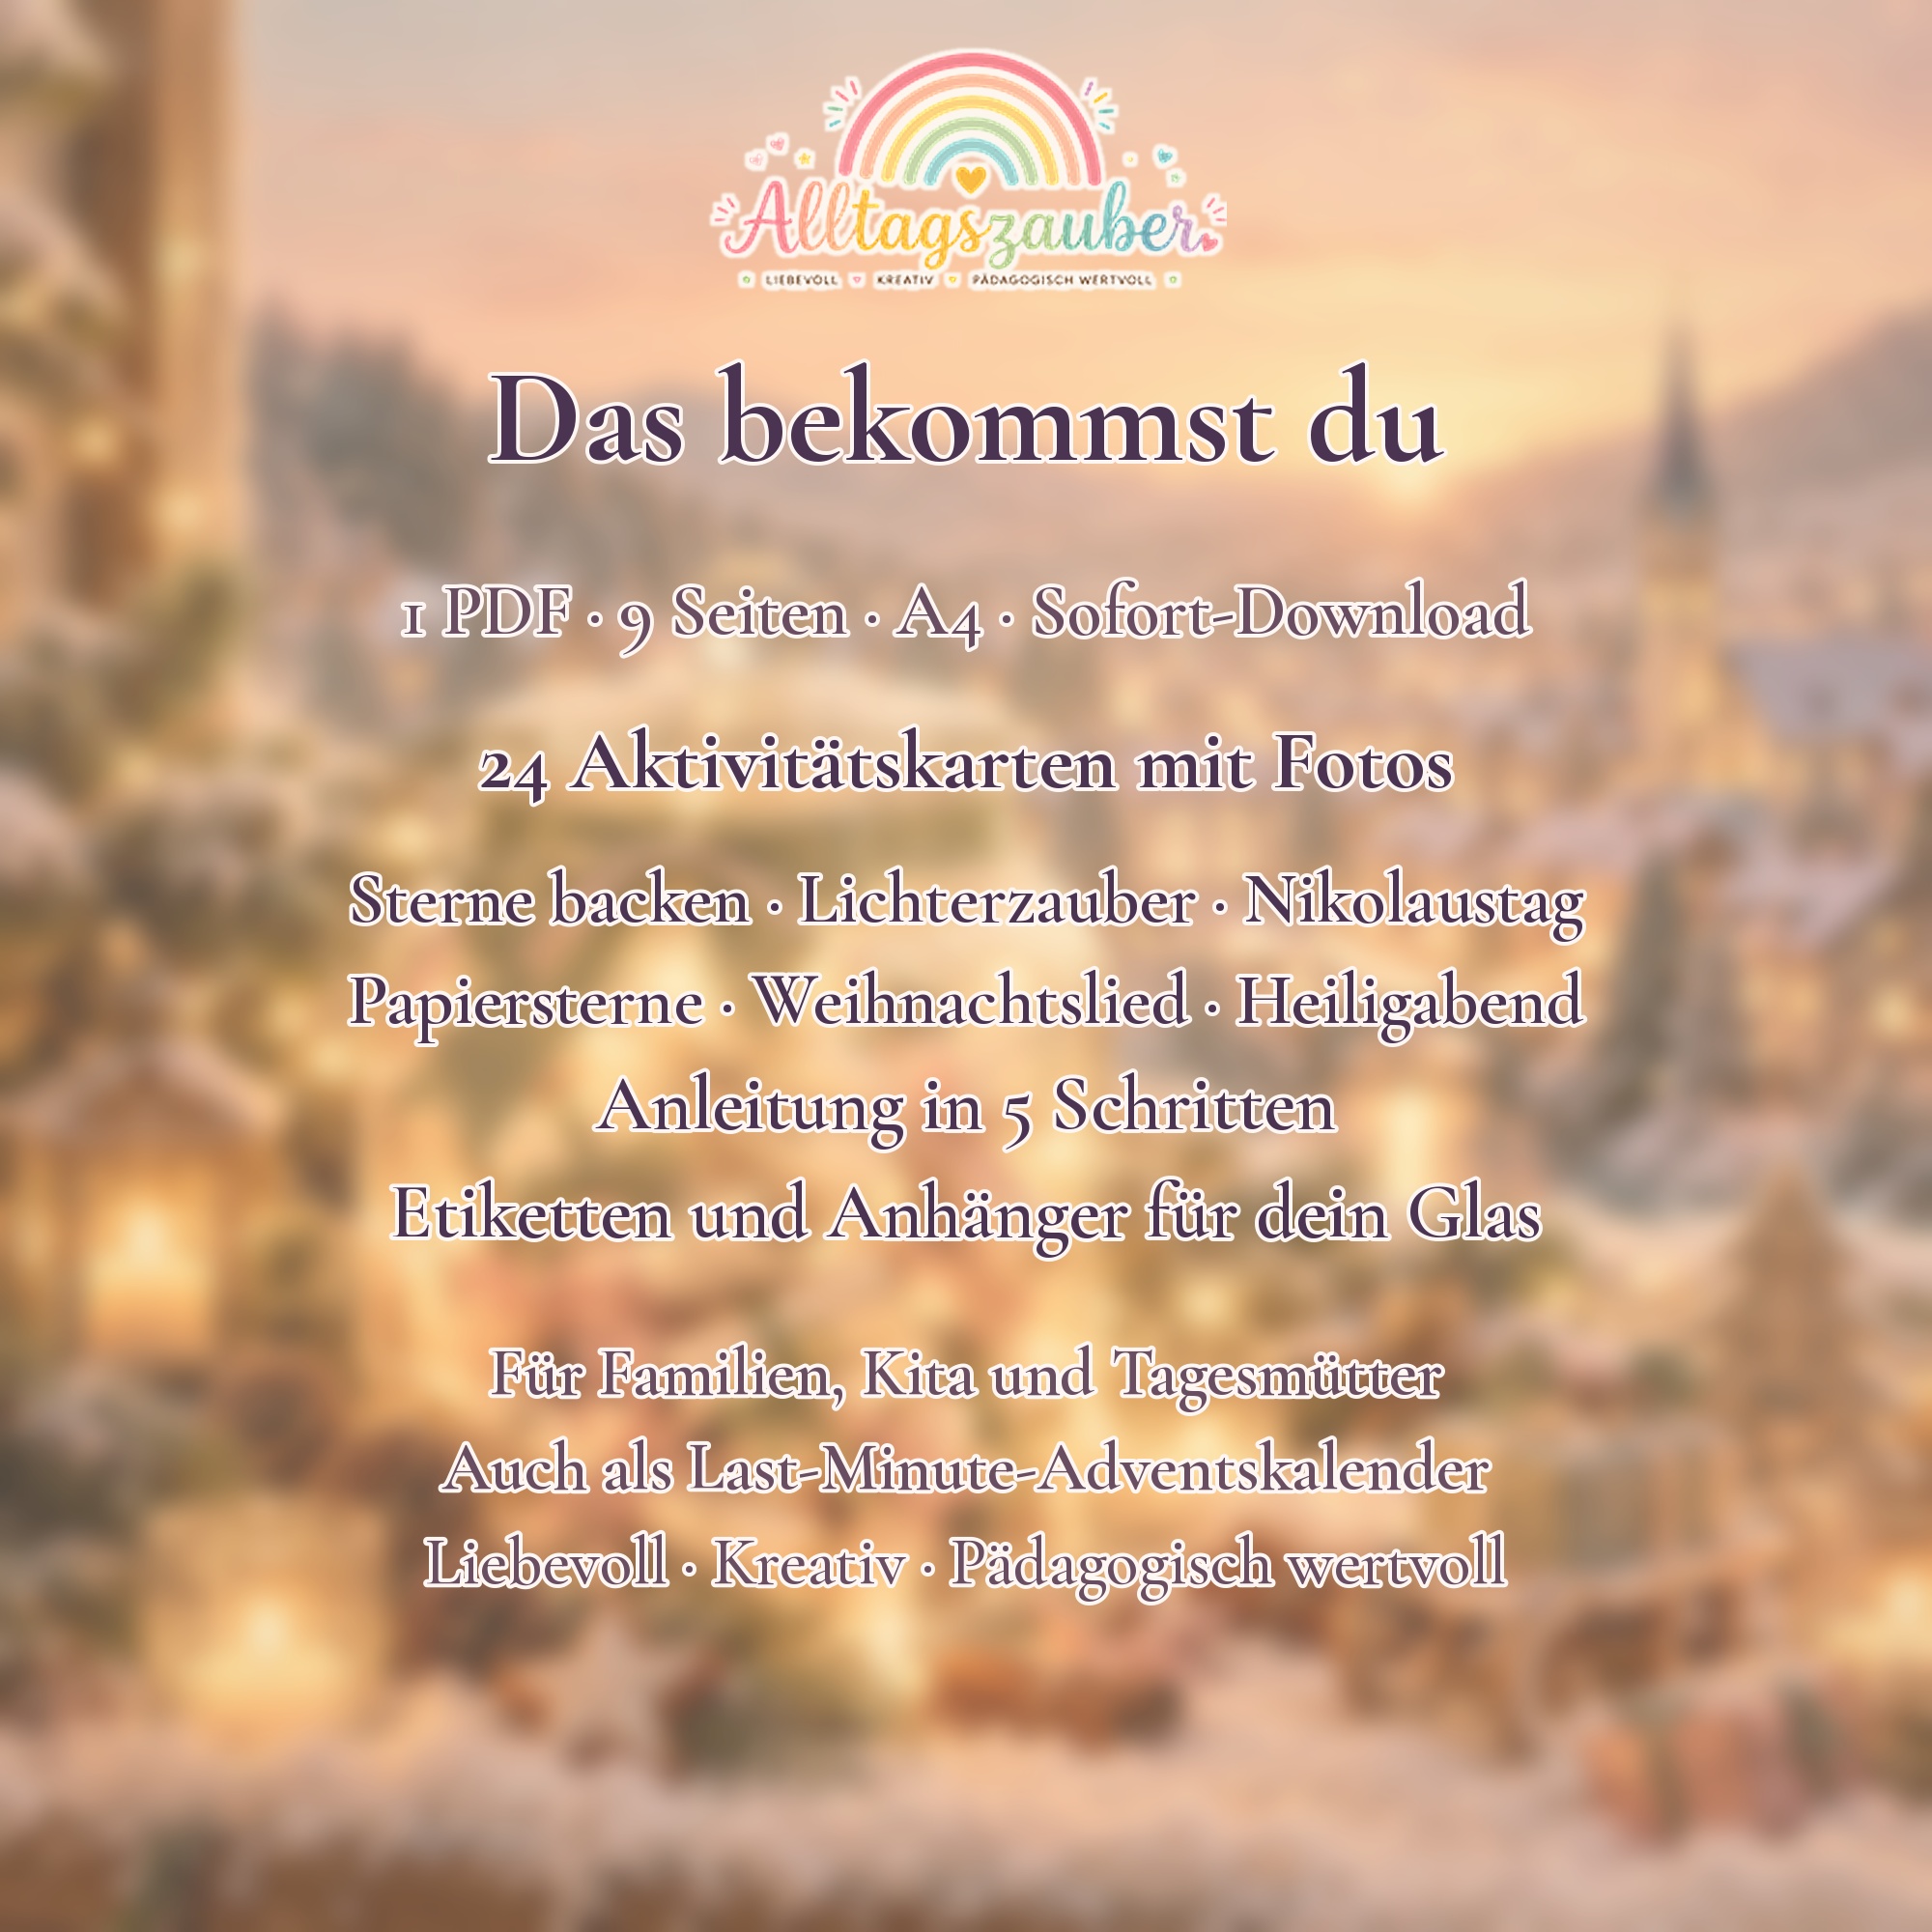 Alltagszauber
LIEBEVOLL KREATIV PÄDAGOGISCH WERTVOLL
Das bekommst du
1 PDF · 9 Seiten · A4 · Sofort-Download
24 Aktivitätskarten mit Fotos
Sterne backen · Lichterzauber · Nikolaustag
Papiersterne · Weihnachtslied · Heiligabend
Anleitung in 5 Schritten
Etiketten und Anhänger für dein Glas
Für Familien, Kita und Tagesmütter
Auch als Last-Minute-Adventskalender
Liebevoll · Kreativ · Pädagogisch wertvoll